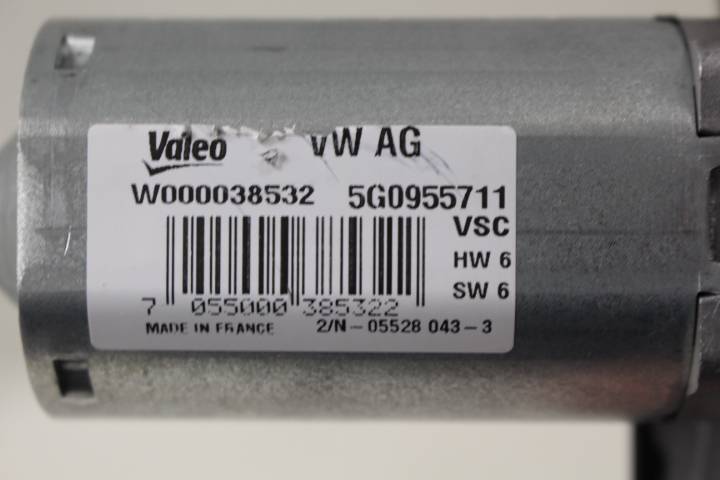 Valeo VW AG
W000038532 5G0955711
VSC
HW 6
SW 6
7 055000 385322
MADE IN FRANCE 2/N-05528 043-3